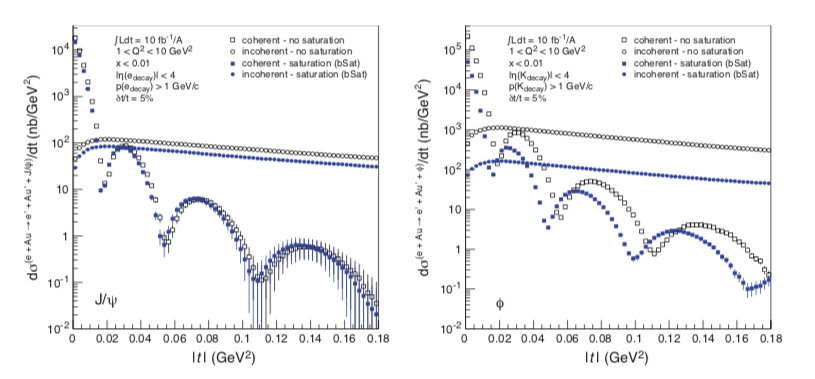 ∫Ldt = 10 fb⁻¹/A
1 < Q² < 10 GeV²
x < 0.01
|η(e_decay)| < 4
p(e_decay) > 1 GeV/c
δt/t = 5%
coherent - no saturation
incoherent - no saturation
coherent - saturation (bSat)
incoherent - saturation (bSat)
dσ^(e + Au → e' + Au' + J/ψ)/dt (nb/GeV²)
10⁴
10³
10²
10
1
10⁻¹
10⁻²
J/ψ
0 0.02 0.04 0.06 0.08 0.1 0.12 0.14 0.16 0.18
|t| (GeV²)
∫Ldt = 10 fb⁻¹/A
1 < Q² < 10 GeV²
x < 0.01
|η(K_decay)| < 4
p(K_decay) > 1 GeV/c
δt/t = 5%
coherent - no saturation
incoherent - no saturation
coherent - saturation (bSat)
incoherent - saturation (bSat)
dσ^(e + Au → e' + Au' + ϕ)/dt (nb/GeV²)
10⁵
10⁴
10³
10²
10
1
10⁻¹
10⁻²
ϕ
0 0.02 0.04 0.06 0.08 0.1 0.12 0.14 0.16 0.18
|t| (GeV²)